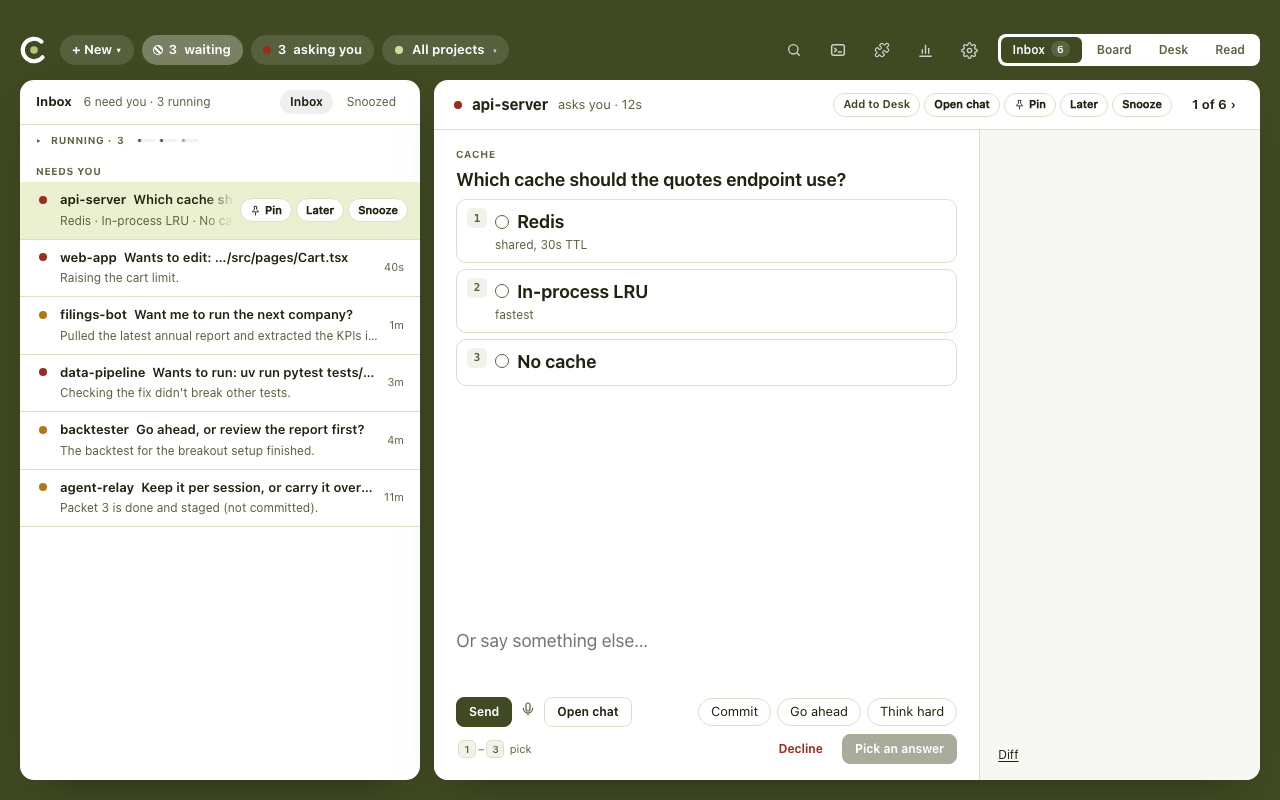 + New ▾
3 waiting
3 asking you
All projects ▾
Inbox 6
Board
Desk
Read
Inbox 6 need you · 3 running
Inbox
Snoozed
▸ RUNNING · 3
NEEDS YOU
api-server Which cache sh
Redis · In-process LRU · No ca
Pin
Later
Snooze
web-app Wants to edit: .../src/pages/Cart.tsx
Raising the cart limit.
40s
filings-bot Want me to run the next company?
Pulled the latest annual report and extracted the KPIs i...
1m
data-pipeline Wants to run: uv run pytest tests/...
Checking the fix didn't break other tests.
3m
backtester Go ahead, or review the report first?
The backtest for the breakout setup finished.
4m
agent-relay Keep it per session, or carry it over...
Packet 3 is done and staged (not committed).
11m
api-server asks you · 12s
Add to Desk
Open chat
Pin
Later
Snooze
1 of 6 ›
CACHE
Which cache should the quotes endpoint use?
1 Redis
shared, 30s TTL
2 In-process LRU
fastest
3 No cache
Or say something else...
Send
Open chat
Commit
Go ahead
Think hard
1 – 3 pick
Decline
Pick an answer
Diff